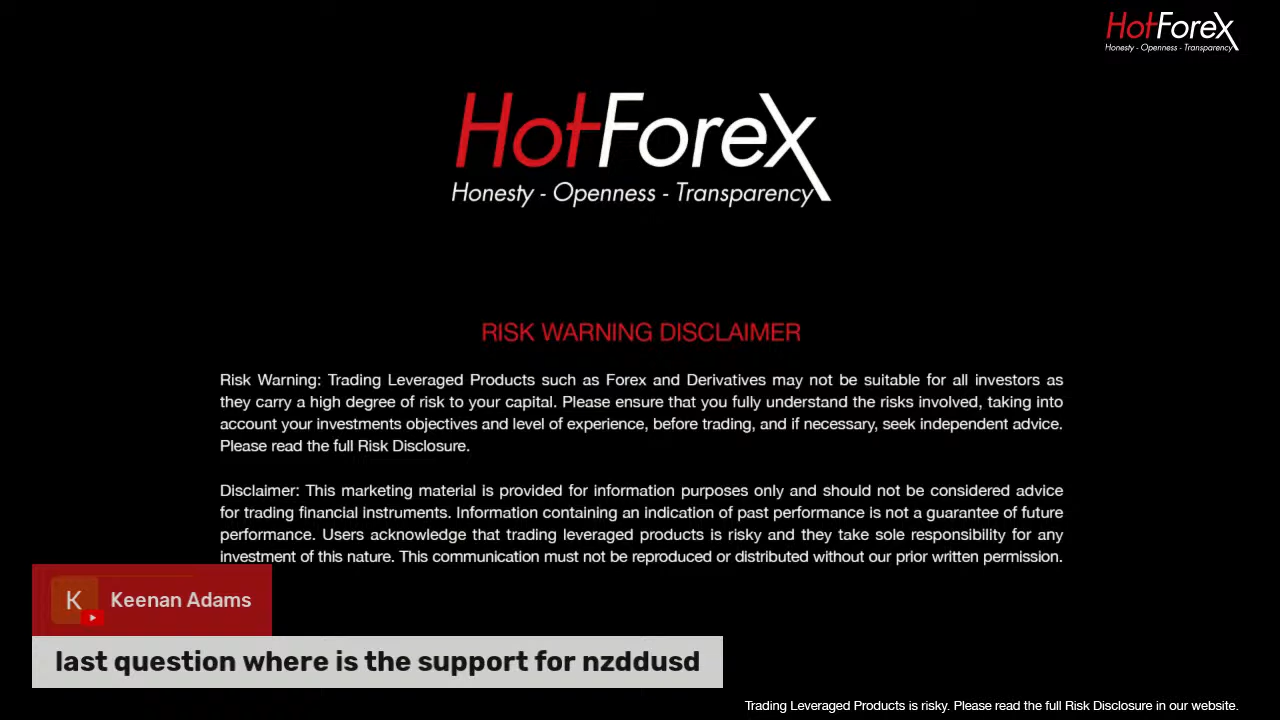 HotForex
Honesty - Openness - Transparency
HotForex
Honesty - Openness - Transparency
RISK WARNING DISCLAIMER
Risk Warning: Trading Leveraged Products such as Forex and Derivatives may not be suitable for all investors as
they carry a high degree of risk to your capital. Please ensure that you fully understand the risks involved, taking into
account your investments objectives and level of experience, before trading, and if necessary, seek independent advice.
Please read the full Risk Disclosure.
Disclaimer: This marketing material is provided for information purposes only and should not be considered advice
for trading financial instruments. Information containing an indication of past performance is not a guarantee of future
performance. Users acknowledge that trading leveraged products is risky and they take sole responsibility for any
investment of this nature. This communication must not be reproduced or distributed without our prior written permission.
K
Keenan Adams
last question where is the support for nzddusd
Trading Leveraged Products is risky. Please read the full Risk Disclosure in our website.